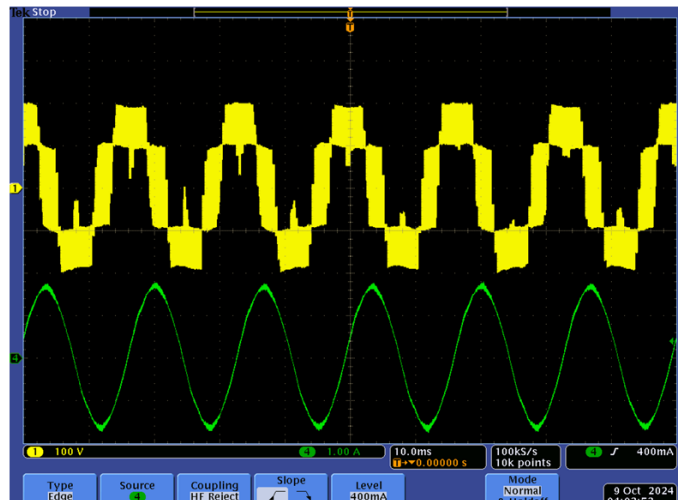 Tek Stop
T
T
1
4
1 100 V 4 1.00 A 10.0ms 100kS/s 4 400mA
T 0.00000 s 10k points
Type Source Coupling Slope Level Mode
Edge 4 HF Reject 400mA Normal
9 Oct 2024